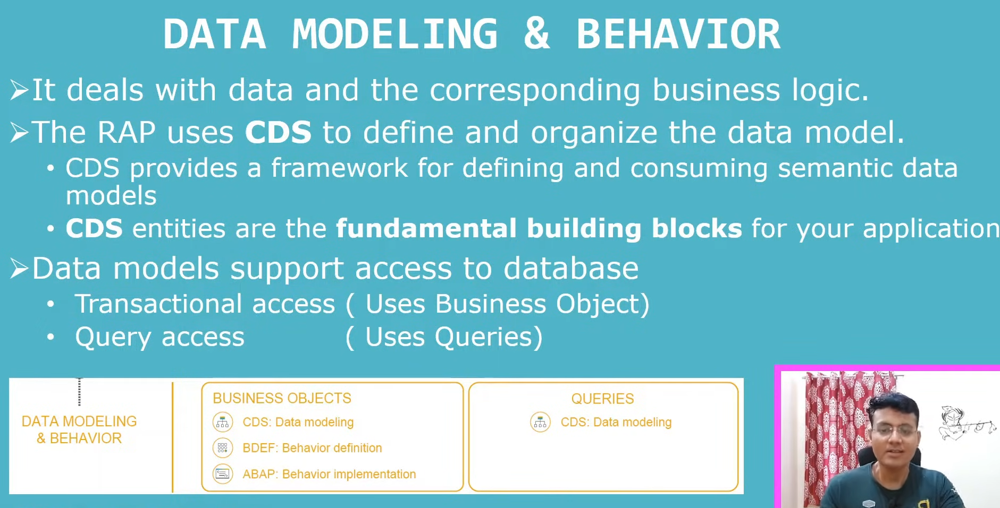 DATA MODELING & BEHAVIOR
➢It deals with data and the corresponding business logic.
➢The RAP uses CDS to define and organize the data model.
• CDS provides a framework for defining and consuming semantic data
models
• CDS entities are the fundamental building blocks for your application
➢Data models support access to database
• Transactional access ( Uses Business Object)
• Query access ( Uses Queries)
DATA MODELING
& BEHAVIOR
BUSINESS OBJECTS
CDS: Data modeling
BDEF: Behavior definition
ABAP: Behavior implementation
QUERIES
CDS: Data modeling